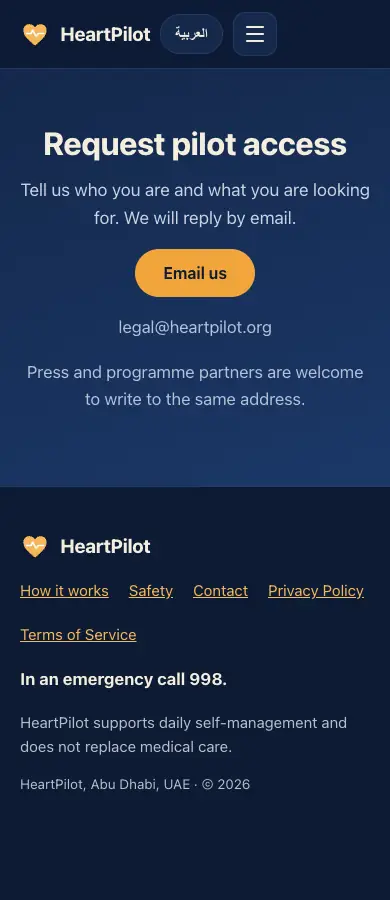 HeartPilot
العربية
Request pilot access
Tell us who you are and what you are looking
for. We will reply by email.
Email us
legal@heartpilot.org
Press and programme partners are welcome
to write to the same address.
HeartPilot
How it works Safety Contact Privacy Policy
Terms of Service
In an emergency call 998.
HeartPilot supports daily self-management and
does not replace medical care.
HeartPilot, Abu Dhabi, UAE · © 2026